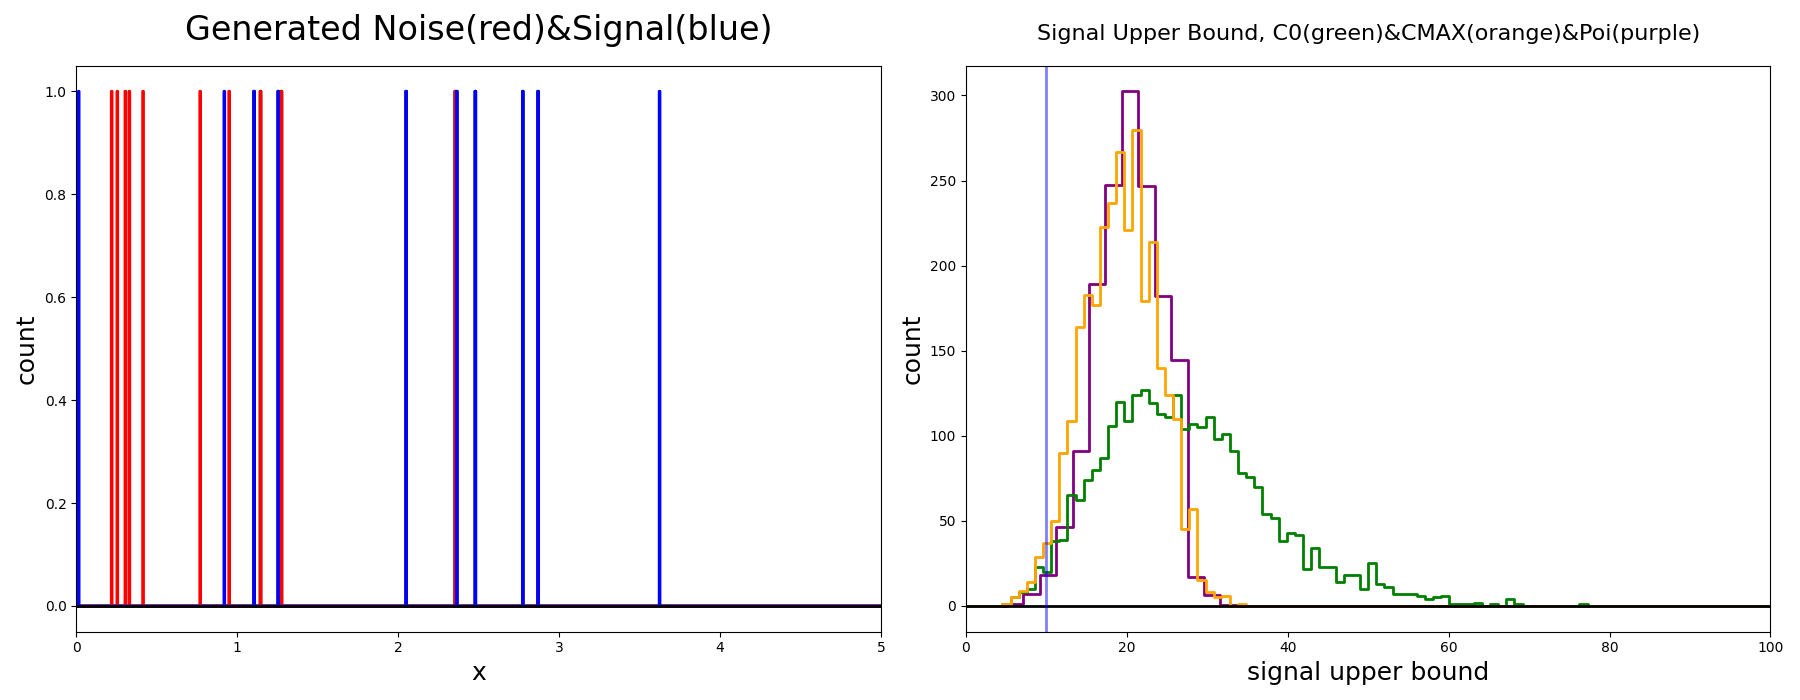 Generated Noise(red)&Signal(blue)
1.0
0.8
0.6
0.4
0.2
0.0
count
0 1 2 3 4 5
x
Signal Upper Bound, C0(green)&CMAX(orange)&Poi(purple)
300
250
200
150
100
50
0
count
0 20 40 60 80 100
signal upper bound